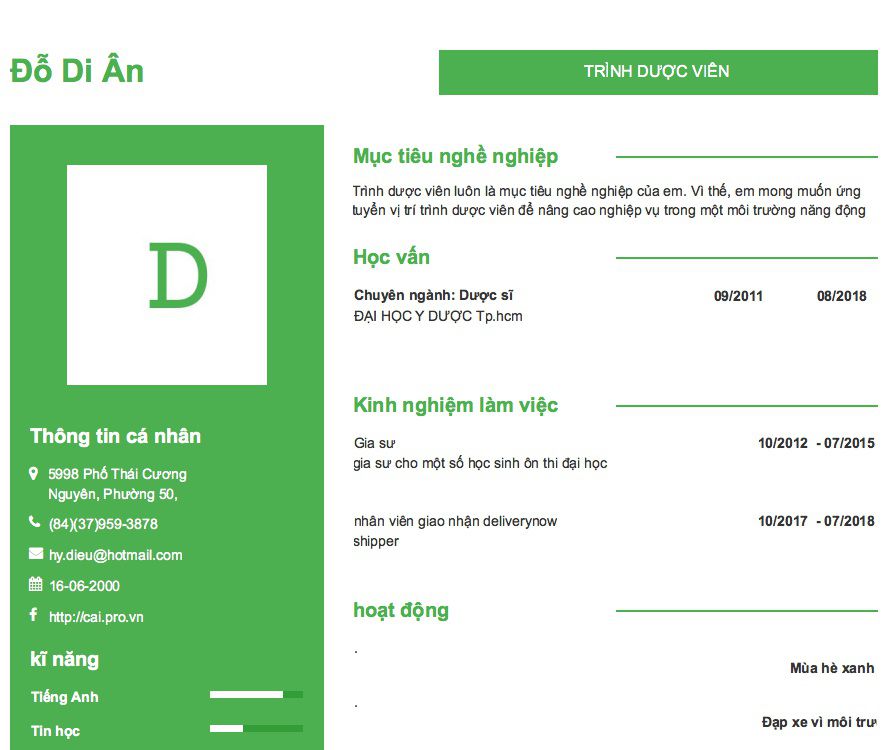 Đỗ Di Ân
TRÌNH DƯỢC VIÊN
D
Thông tin cá nhân
5998 Phố Thái Cương
Nguyên, Phường 50,
(84)(37)959-3878
hy.dieu@hotmail.com
16-06-2000
http://cai.pro.vn
kĩ năng
Tiếng Anh
Tin học
Mục tiêu nghề nghiệp
Trình dược viên luôn là mục tiêu nghề nghiệp của em. Vì thế, em mong muốn ứng
tuyển vị trí trình dược viên để nâng cao nghiệp vụ trong một môi trường năng động
Học vấn
Chuyên ngành: Dược sĩ 09/2011 08/2018
ĐẠI HỌC Y DƯỢC Tp.hcm
Kinh nghiệm làm việc
Gia sư 10/2012 - 07/2015
gia sư cho một số học sinh ôn thi đại học
nhân viên giao nhận deliverynow 10/2017 - 07/2018
shipper
hoạt động
.
Mùa hè xanh
.
Đạp xe vì môi trư